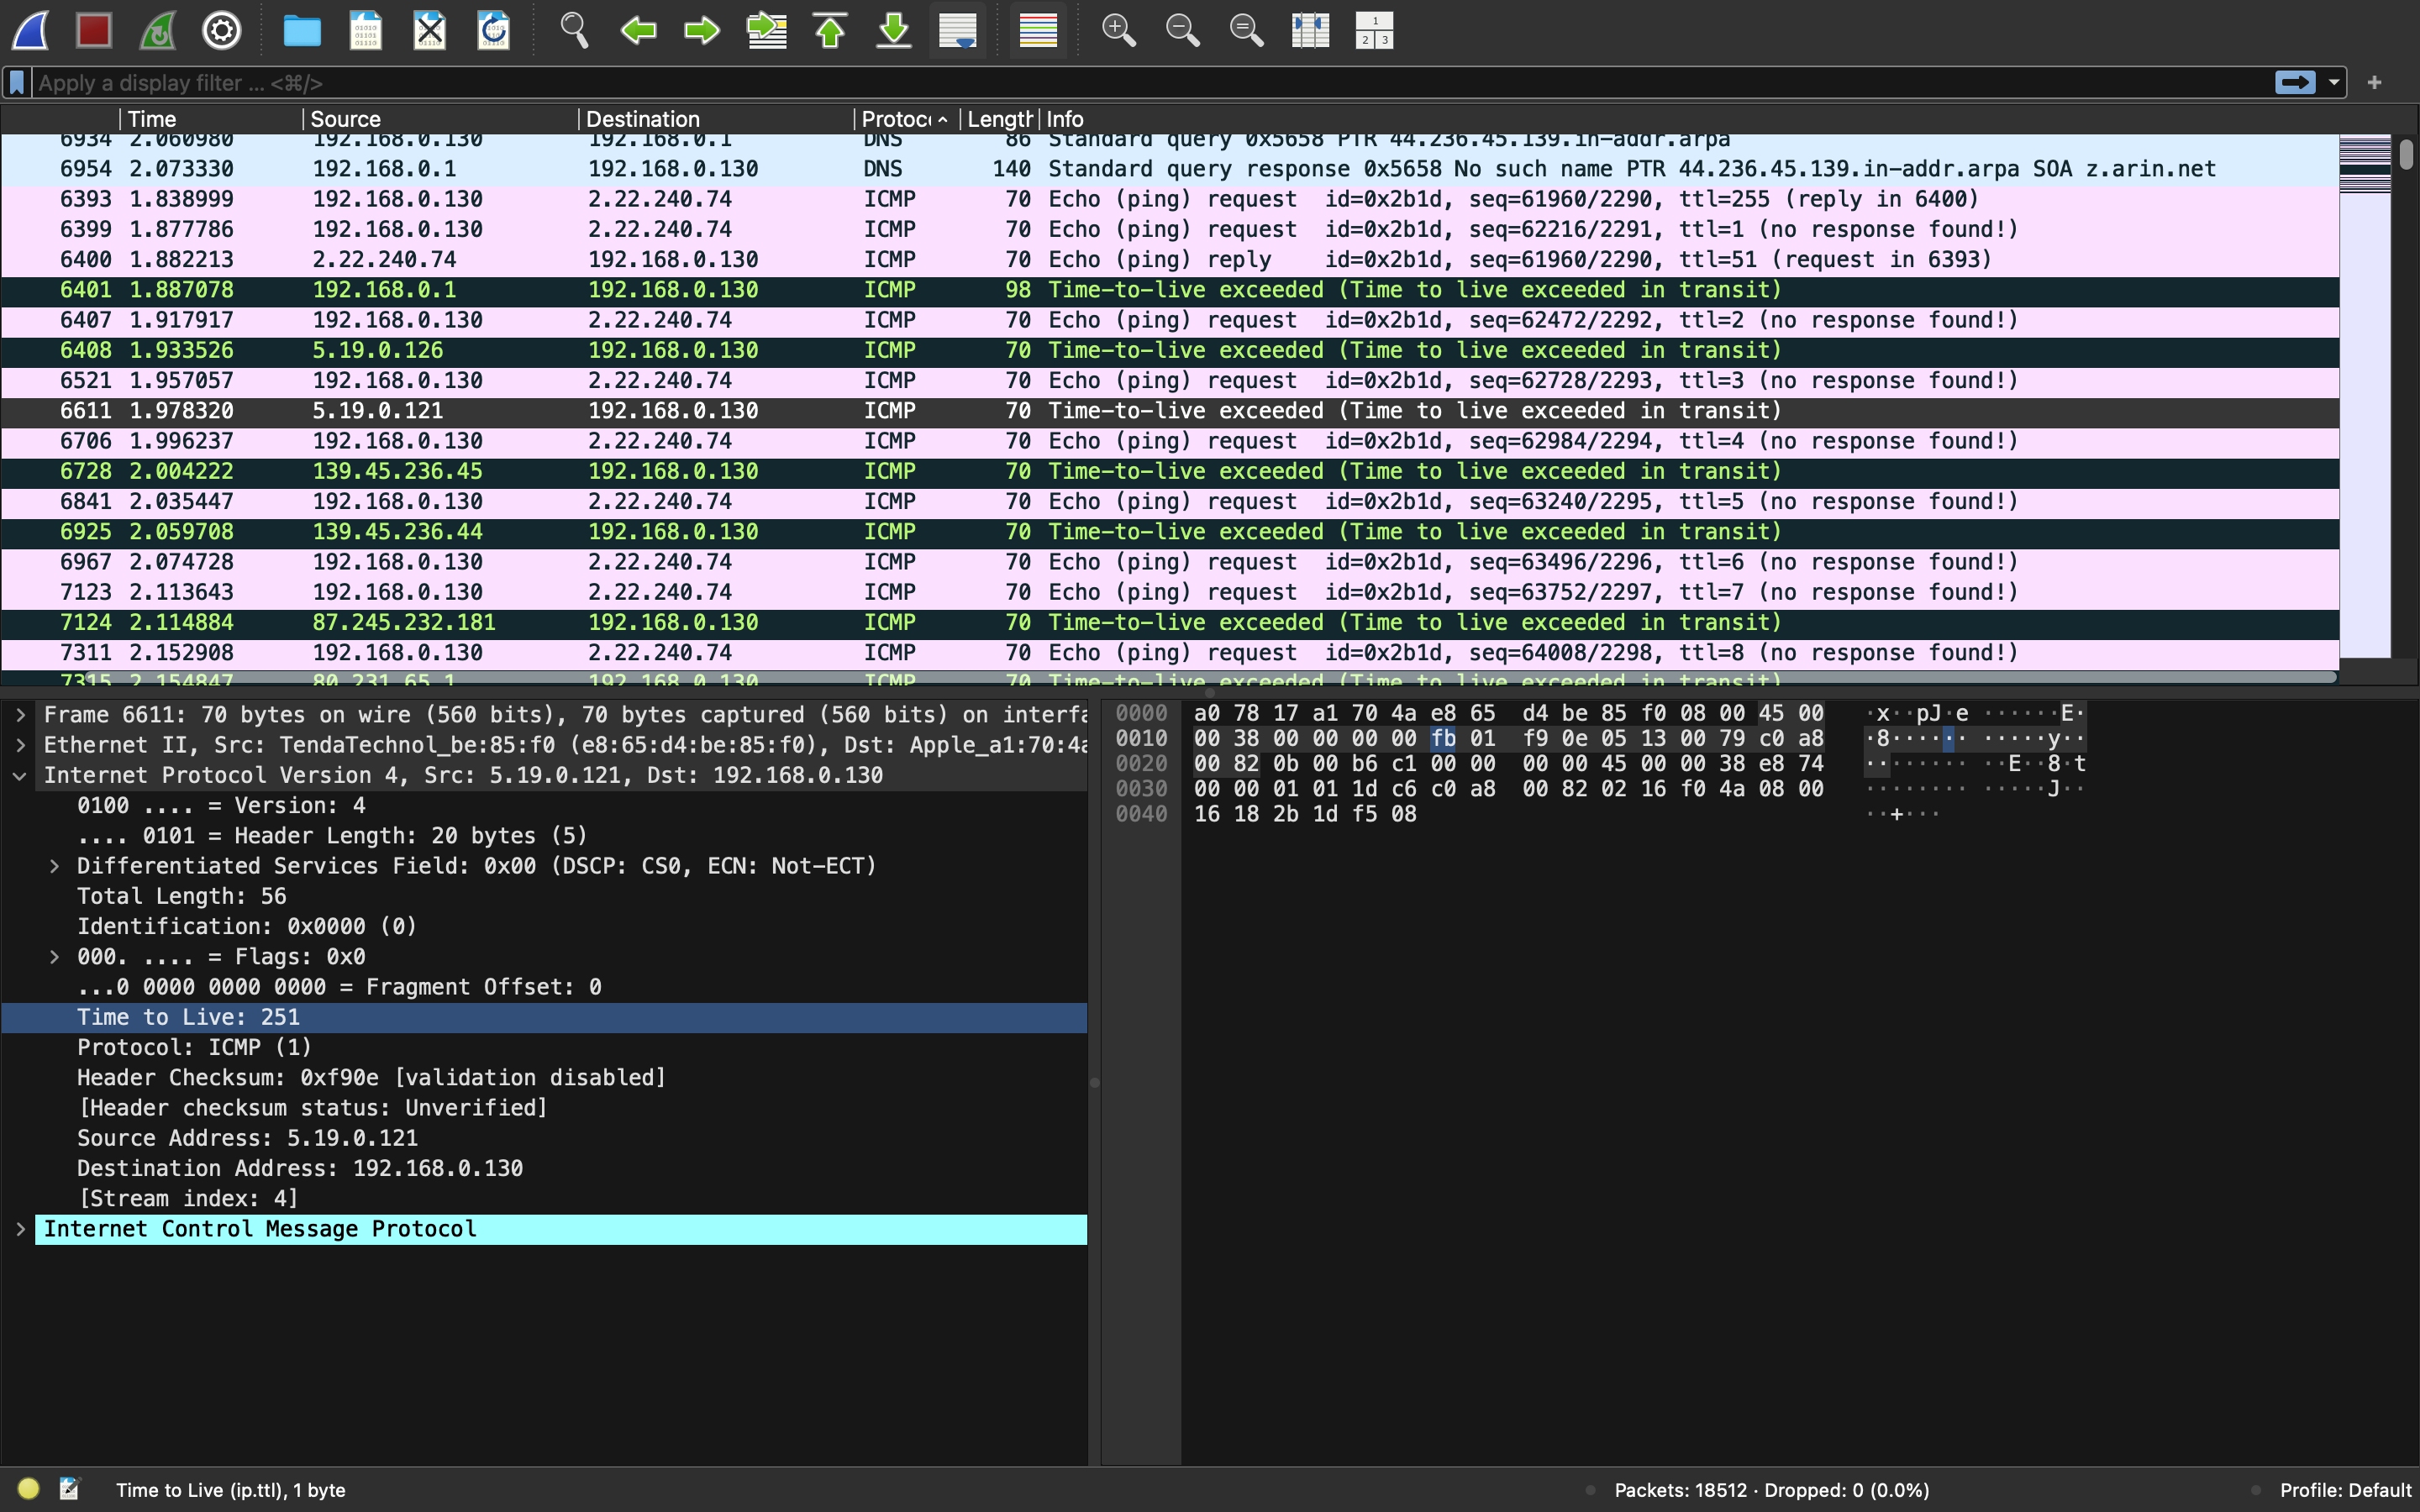 1
2 3
Apply a display filter ... <⌘/>
Time Source Destination Protoc Length Info
6934 2.060980 192.168.0.130 192.168.0.1 DNS 86 Standard query 0x5658 PTR 44.236.45.139.in-addr.arpa
6954 2.073330 192.168.0.1 192.168.0.130 DNS 140 Standard query response 0x5658 No such name PTR 44.236.45.139.in-addr.arpa SOA z.arin.net
6393 1.838999 192.168.0.130 2.22.240.74 ICMP 70 Echo (ping) request id=0x2b1d, seq=61960/2290, ttl=255 (reply in 6400)
6399 1.877786 192.168.0.130 2.22.240.74 ICMP 70 Echo (ping) request id=0x2b1d, seq=62216/2291, ttl=1 (no response found!)
6400 1.882213 2.22.240.74 192.168.0.130 ICMP 70 Echo (ping) reply id=0x2b1d, seq=61960/2290, ttl=51 (request in 6393)
6401 1.887078 192.168.0.1 192.168.0.130 ICMP 98 Time-to-live exceeded (Time to live exceeded in transit)
6407 1.917917 192.168.0.130 2.22.240.74 ICMP 70 Echo (ping) request id=0x2b1d, seq=62472/2292, ttl=2 (no response found!)
6408 1.933526 5.19.0.126 192.168.0.130 ICMP 70 Time-to-live exceeded (Time to live exceeded in transit)
6521 1.957057 192.168.0.130 2.22.240.74 ICMP 70 Echo (ping) request id=0x2b1d, seq=62728/2293, ttl=3 (no response found!)
6611 1.978320 5.19.0.121 192.168.0.130 ICMP 70 Time-to-live exceeded (Time to live exceeded in transit)
6706 1.996237 192.168.0.130 2.22.240.74 ICMP 70 Echo (ping) request id=0x2b1d, seq=62984/2294, ttl=4 (no response found!)
6728 2.004222 139.45.236.45 192.168.0.130 ICMP 70 Time-to-live exceeded (Time to live exceeded in transit)
6841 2.035447 192.168.0.130 2.22.240.74 ICMP 70 Echo (ping) request id=0x2b1d, seq=63240/2295, ttl=5 (no response found!)
6925 2.059708 139.45.236.44 192.168.0.130 ICMP 70 Time-to-live exceeded (Time to live exceeded in transit)
6967 2.074728 192.168.0.130 2.22.240.74 ICMP 70 Echo (ping) request id=0x2b1d, seq=63496/2296, ttl=6 (no response found!)
7123 2.113643 192.168.0.130 2.22.240.74 ICMP 70 Echo (ping) request id=0x2b1d, seq=63752/2297, ttl=7 (no response found!)
7124 2.114884 87.245.232.181 192.168.0.130 ICMP 70 Time-to-live exceeded (Time to live exceeded in transit)
7311 2.152908 192.168.0.130 2.22.240.74 ICMP 70 Echo (ping) request id=0x2b1d, seq=64008/2298, ttl=8 (no response found!)
7315 2.154847 80.231.65.1 192.168.0.130 ICMP 70 Time-to-live exceeded (Time to live exceeded in transit)
Frame 6611: 70 bytes on wire (560 bits), 70 bytes captured (560 bits) on interfa
Ethernet II, Src: TendaTechnol_be:85:f0 (e8:65:d4:be:85:f0), Dst: Apple_a1:70:4a
Internet Protocol Version 4, Src: 5.19.0.121, Dst: 192.168.0.130
0100 .... = Version: 4
.... 0101 = Header Length: 20 bytes (5)
Differentiated Services Field: 0x00 (DSCP: CS0, ECN: Not-ECT)
Total Length: 56
Identification: 0x0000 (0)
000. .... = Flags: 0x0
...0 0000 0000 0000 = Fragment Offset: 0
Time to Live: 251
Protocol: ICMP (1)
Header Checksum: 0xf90e [validation disabled]
[Header checksum status: Unverified]
Source Address: 5.19.0.121
Destination Address: 192.168.0.130
[Stream index: 4]
Internet Control Message Protocol
0000 a0 78 17 a1 70 4a e8 65 d4 be 85 f0 08 00 45 00 ·x··pJ·e ······E·
0010 00 38 00 00 00 00 fb 01 f9 0e 05 13 00 79 c0 a8 ·8······ ·····y··
0020 00 82 0b 00 b6 c1 00 00 00 00 45 00 00 38 e8 74 ········ ··E··8·t
0030 00 00 01 01 1d c6 c0 a8 00 82 02 16 f0 4a 08 00 ········ ·····J··
0040 16 18 2b 1d f5 08 ··+···
Time to Live (ip.ttl), 1 byte
Packets: 18512 · Dropped: 0 (0.0%)
Profile: Default